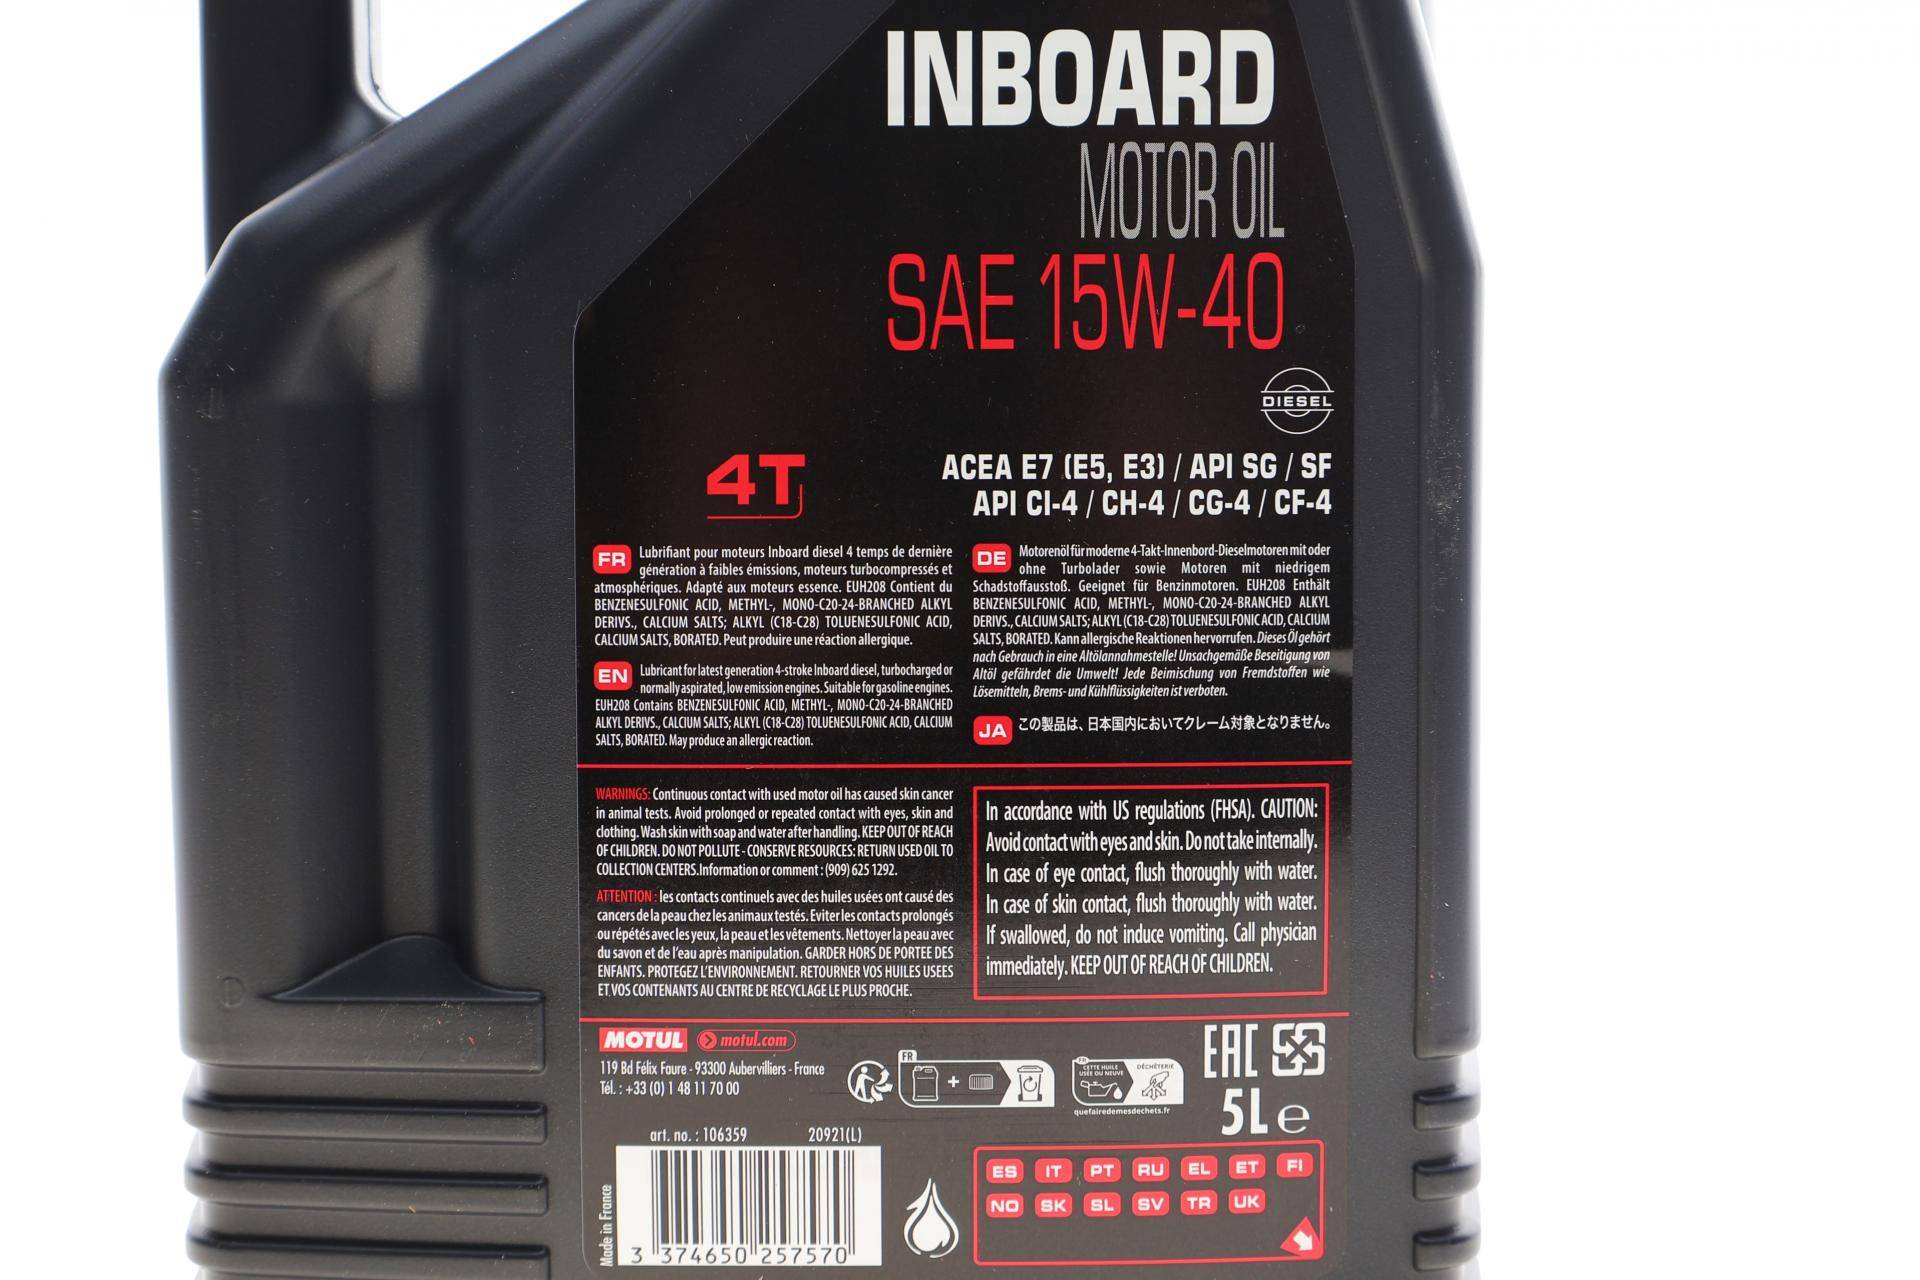 INBOARD
MOTOR OIL
SAE 15W-40
DIESEL
4T
ACEA E7 (E5, E3) / API SG / SF
API CI-4 / CH-4 / CG-4 / CF-4
FR Lubrifiant pour moteurs Inboard diesel 4 temps de dernière
génération à faibles émissions, moteurs turbocompressés et
atmosphériques. Adapté aux moteurs essence. EUH208 Contient du
BENZENESULFONIC ACID, METHYL-, MONO-C20-24-BRANCHED ALKYL
DERIVS., CALCIUM SALTS; ALKYL (C18-C28) TOLUENESULFONIC ACID,
CALCIUM SALTS, BORATED. Peut produire une réaction allergique.
EN Lubricant for latest generation 4-stroke Inboard diesel, turbocharged or
normally aspirated, low emission engines. Suitable for gasoline engines.
EUH208 Contains BENZENESULFONIC ACID, METHYL-, MONO-C20-24-BRANCHED
ALKYL DERIVS., CALCIUM SALTS; ALKYL (C18-C28) TOLUENESULFONIC ACID, CALCIUM
SALTS, BORATED. May produce an allergic reaction.
DE Motorenöl für moderne 4-Takt-Innenbord-Dieselmotoren mit oder
ohne Turbolader sowie Motoren mit niedrigem
Schadstoffausstoß. Geeignet für Benzinmotoren. EUH208 Enthält
BENZENESULFONIC ACID, METHYL-, MONO-C20-24-BRANCHED ALKYL
DERIVS., CALCIUM SALTS; ALKYL (C18-C28) TOLUENESULFONIC ACID, CALCIUM
SALTS, BORATED. Kann allergische Reaktionen hervorrufen. Dieses Öl gehört
nach Gebrauch in eine Altölannahmestelle! Unsachgemäße Beseitigung von
Altöl gefährdet die Umwelt! Jede Beimischung von Fremdstoffen wie
Lösemitteln, Brems- und Kühlflüssigkeiten ist verboten.
JA この製品は、日本国内においてクレーム対象となりません。
WARNINGS: Continuous contact with used motor oil has caused skin cancer
in animal tests. Avoid prolonged or repeated contact with eyes, skin and
clothing. Wash skin with soap and water after handling. KEEP OUT OF REACH
OF CHILDREN. DO NOT POLLUTE - CONSERVE RESOURCES: RETURN USED OIL TO
COLLECTION CENTERS.Information or comment : (909) 625 1292.
ATTENTION : les contacts continuels avec des huiles usées ont causé des
cancers de la peau chez les animaux testés. Eviter les contacts prolongés
ou répétés avec les yeux, la peau et les vêtements. Nettoyer la peau avec
du savon et de l'eau après manipulation. GARDER HORS DE PORTEE DES
ENFANTS. PROTEGEZ L'ENVIRONNEMENT. RETOURNER VOS HUILES USEES
ET VOS CONTENANTS AU CENTRE DE RECYCLAGE LE PLUS PROCHE.
In accordance with US regulations (FHSA). CAUTION:
Avoid contact with eyes and skin. Do not take internally.
In case of eye contact, flush thoroughly with water.
In case of skin contact, flush thoroughly with water.
If swallowed, do not induce vomiting. Call physician
immediately. KEEP OUT OF REACH OF CHILDREN.
MOTUL motul.com
119 Bd Félix Faure - 93300 Aubervilliers - France
Tél. : +33 (0) 1 48 11 70 00
FR
+
FR
CETTE HUILE
USÉE OU NEUVE
DÉCHÈTERIE
quefairedemesdechets.fr
EAC
5L e
art. no. : 106359 20921(L)
Made in France
3 374650 257570
ES IT PT RU EL ET FI
NO SK SL SV TR UK